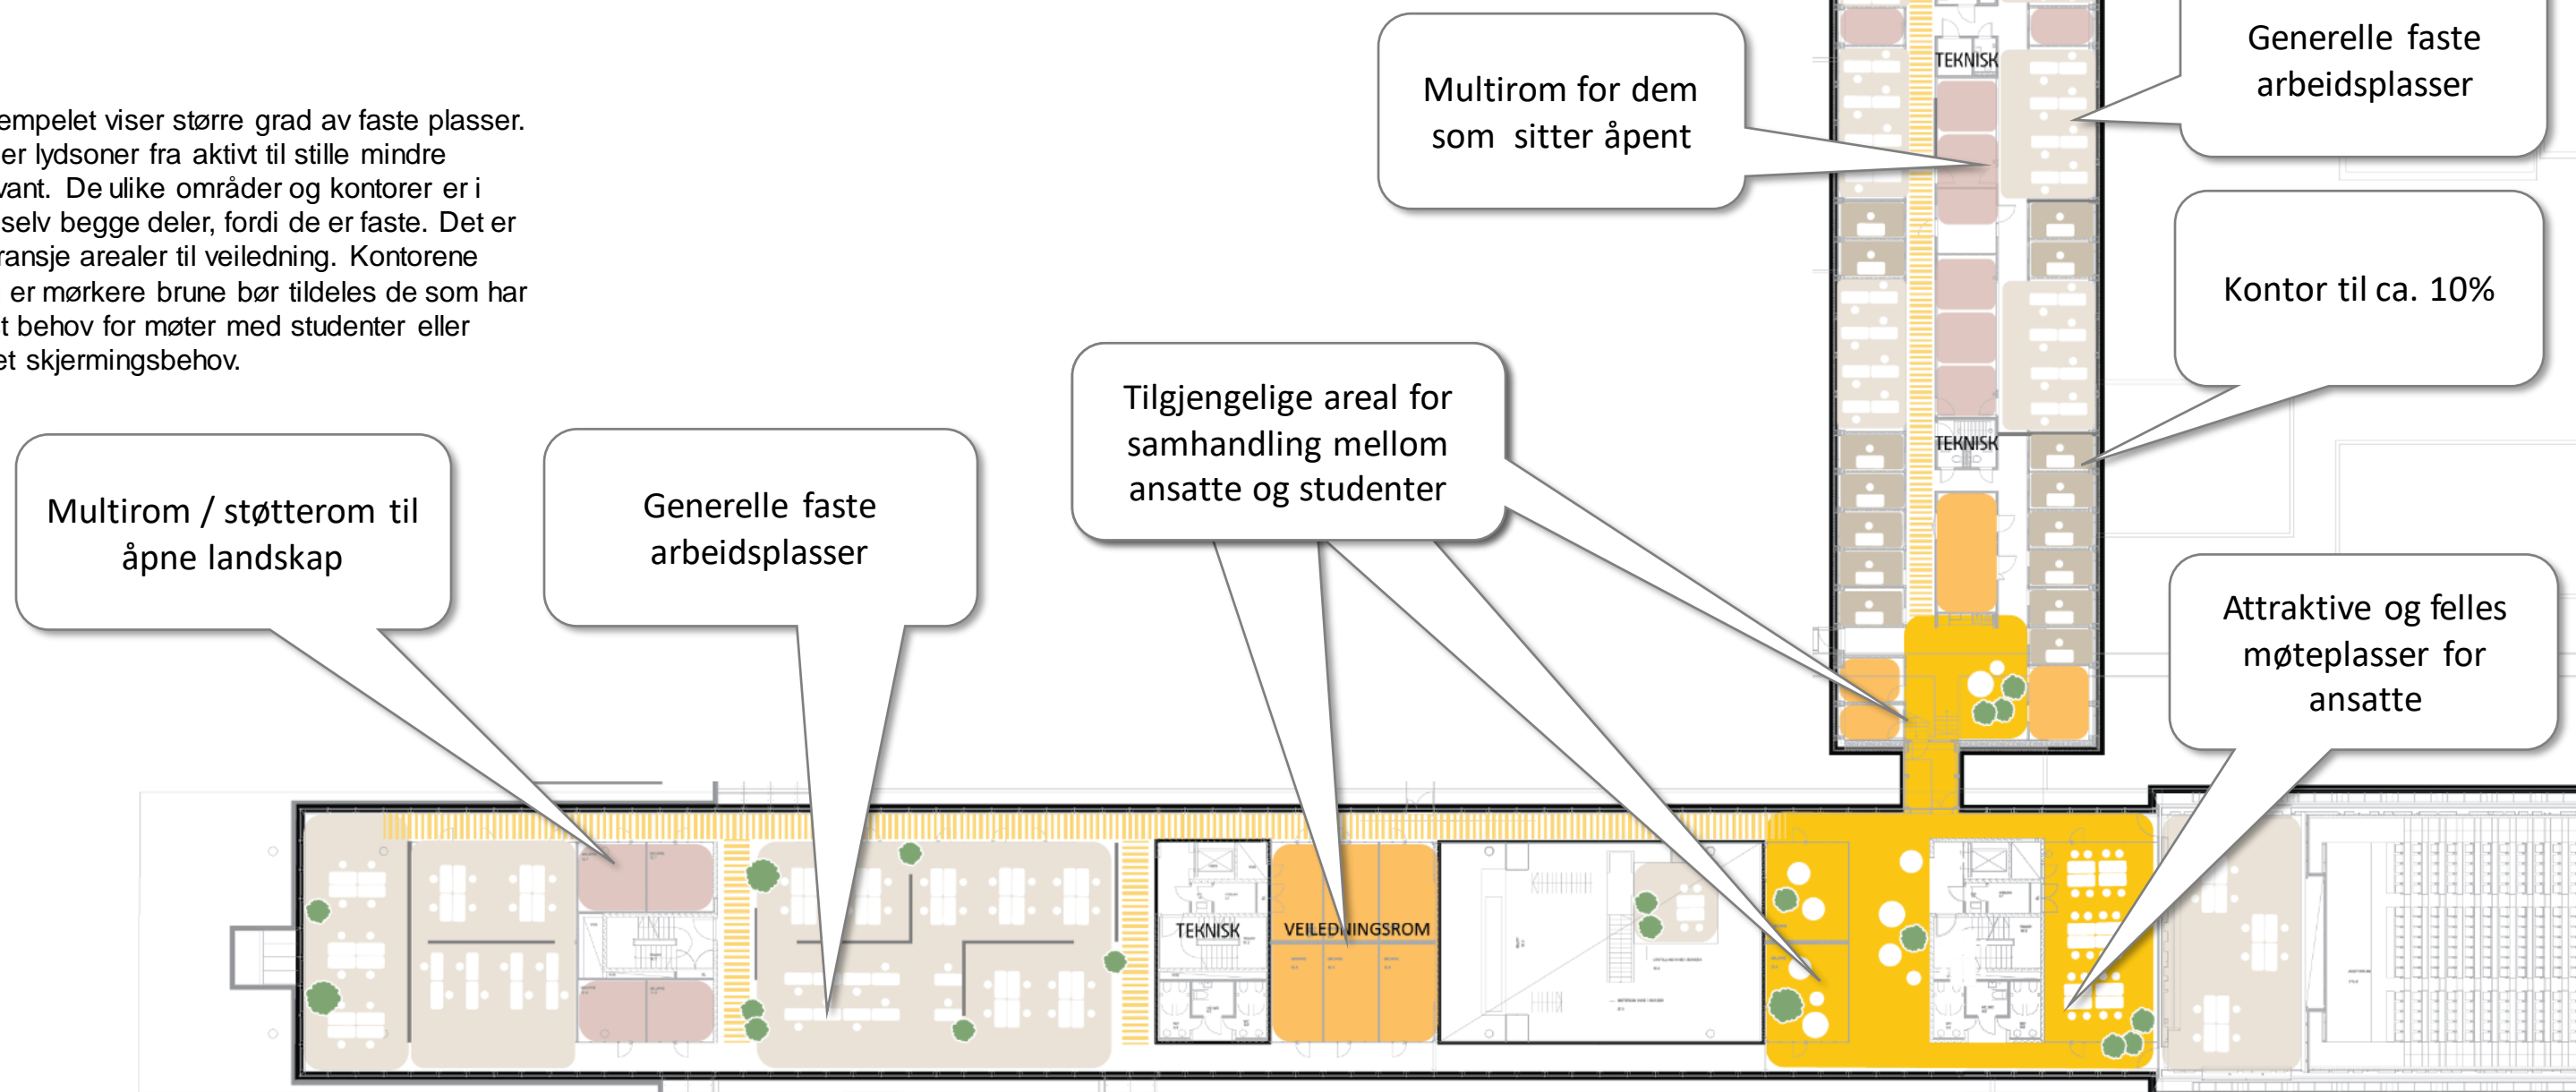 empelet viser større grad av faste plasser.
er lydsoner fra aktivt til stille mindre
vant. De ulike områder og kontorer er i
selv begge deler, fordi de er faste. Det er
ransje arealer til veiledning. Kontorene
er mørkere brune bør tildeles de som har
t behov for møter med studenter eller
et skjermingsbehov.
Multirom for dem
som sitter åpent
Generelle faste
arbeidsplasser
Kontor til ca. 10%
Tilgjengelige areal for
samhandling mellom
ansatte og studenter
Multirom / støtterom til
åpne landskap
Generelle faste
arbeidsplasser
Attraktive og felles
møteplasser for
ansatte
TEKNISK
TEKNISK
TEKNISK
VEILEDNINGSROM